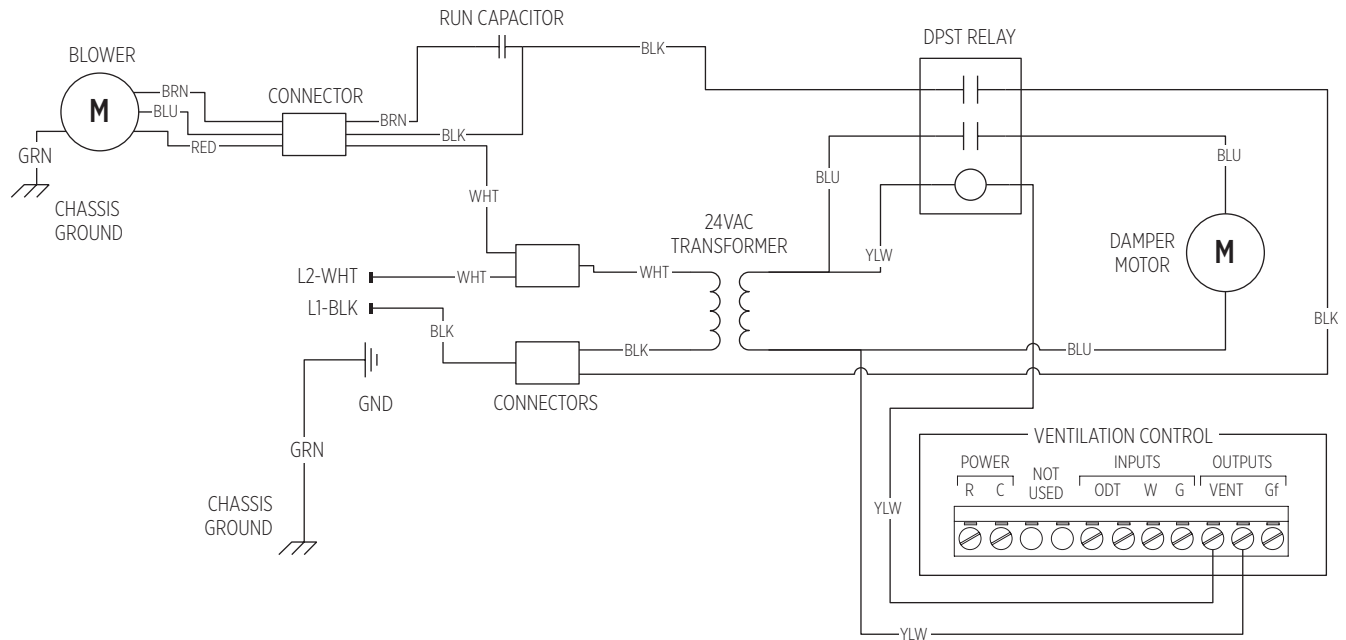 RUN CAPACITOR
DPST RELAY
BLK
BLOWER
CONNECTOR
BRN
M
BLU
BRN
BLK
RED
GRN
CHASSIS
GROUND
WHT
BLU
BLU
24VAC
TRANSFORMER
YLW
DAMPER
MOTOR
M
L2-WHT
WHT
WHT
L1-BLK
BLK
BLK
BLK
BLU
GND
CONNECTORS
GRN
CHASSIS
GROUND
VENTILATION CONTROL
POWER
NOT
USED
INPUTS
OUTPUTS
R C ODT W G VENT Gf
YLW
YLW